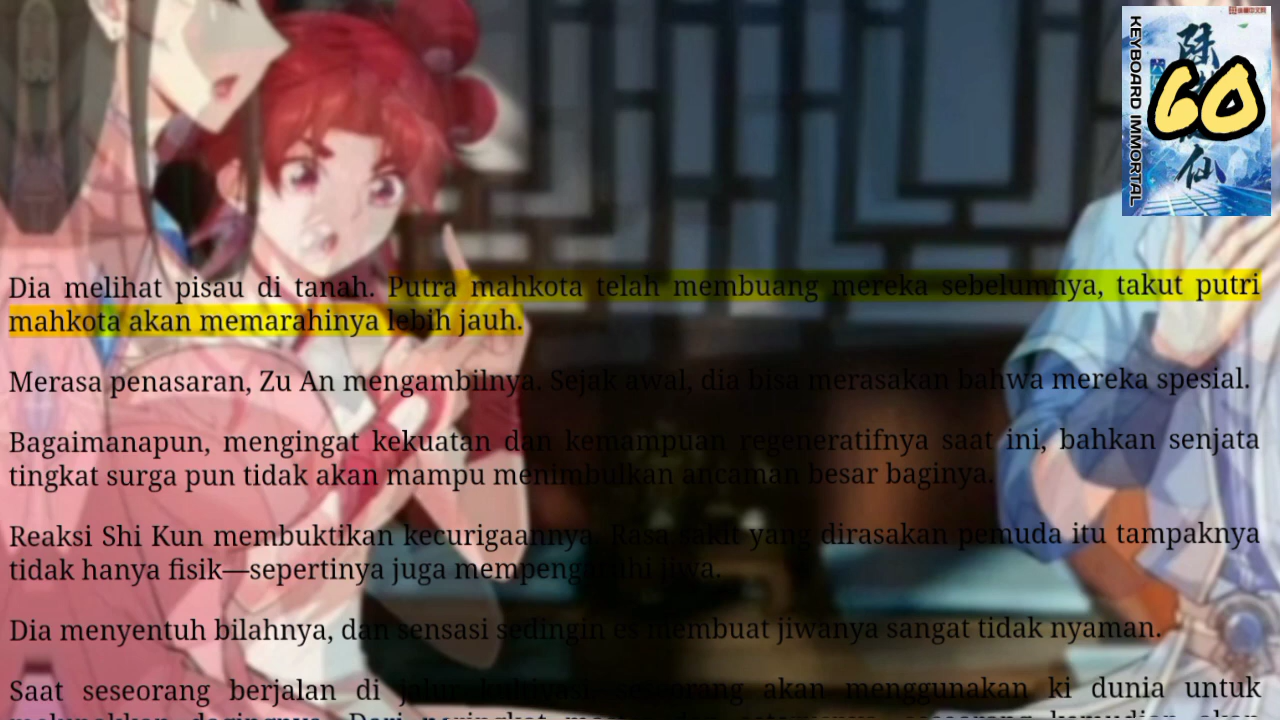 KEYBOARD IMMORTAL
60
仙
Dia melihat pisau di tanah. Putra mahkota telah membuang mereka sebelumnya, takut putri
mahkota akan memarahinya lebih jauh.
Merasa penasaran, Zu An mengambilnya. Sejak awal, dia bisa merasakan bahwa mereka spesial.
Bagaimanapun, mengingat kekuatan dan kemampuan regeneratifnya saat ini, bahkan senjata
tingkat surga pun tidak akan mampu menimbulkan ancaman besar baginya.
Reaksi Shi Kun membuktikan kecurigaannya. Rasa sakit yang dirasakan pemuda itu tampaknya
tidak hanya fisik—sepertinya juga mempengaruhi jiwa.
Dia menyentuh bilahnya, dan sensasi sedingin es membuat jiwanya sangat tidak nyaman.
Saat seseorang berjalan di jalur kultivasi, seseorang akan menggunakan ki dunia untuk